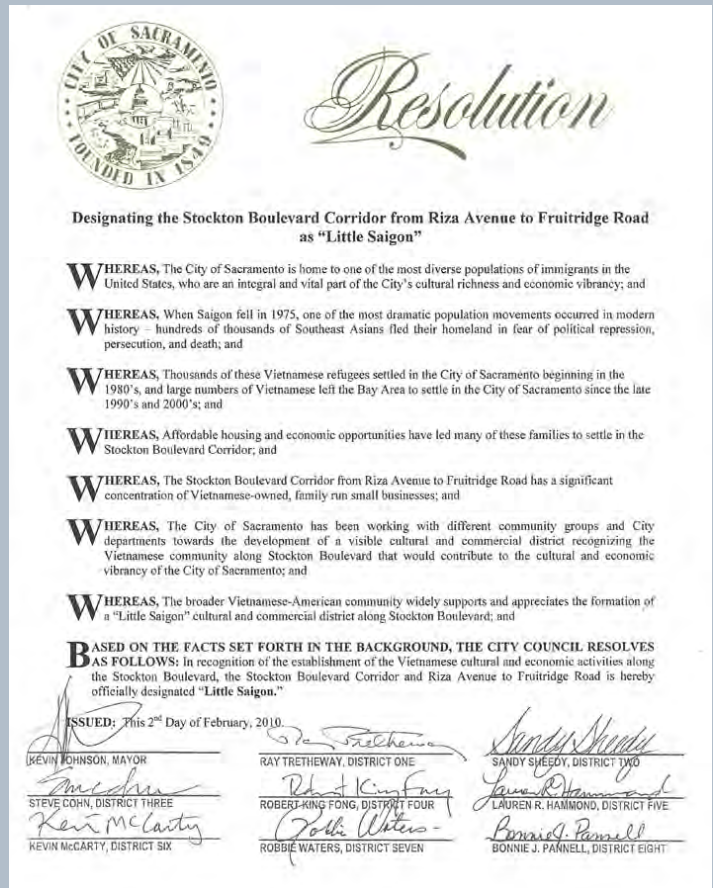 CITY OF SACRAMENTO
FOUNDED IN 1849
Resolution
Designating the Stockton Boulevard Corridor from Riza Avenue to Fruitridge Road
as “Little Saigon”
WHEREAS, The City of Sacramento is home to one of the most diverse populations of immigrants in the
United States, who are an integral and vital part of the City's cultural richness and economic vibrancy; and
WHEREAS, When Saigon fell in 1975, one of the most dramatic population movements occurred in modern
history – hundreds of thousands of Southeast Asians fled their homeland in fear of political repression,
persecution, and death; and
WHEREAS, Thousands of these Vietnamese refugees settled in the City of Sacramento beginning in the
1980's, and large numbers of Vietnamese left the Bay Area to settle in the City of Sacramento since the late
1990's and 2000's; and
WHEREAS, Affordable housing and economic opportunities have led many of these families to settle in the
Stockton Boulevard Corridor; and
WHEREAS, The Stockton Boulevard Corridor from Riza Avenue to Fruitridge Road has a significant
concentration of Vietnamese-owned, family run small businesses; and
WHEREAS, The City of Sacramento has been working with different community groups and City
departments towards the development of a visible cultural and commercial district recognizing the
Vietnamese community along Stockton Boulevard that would contribute to the cultural and economic
vibrancy of the City of Sacramento; and
WHEREAS, The broader Vietnamese-American community widely supports and appreciates the formation of
a “Little Saigon” cultural and commercial district along Stockton Boulevard; and
BASED ON THE FACTS SET FORTH IN THE BACKGROUND, THE CITY COUNCIL RESOLVES
AS FOLLOWS: In recognition of the establishment of the Vietnamese cultural and economic activities along
the Stockton Boulevard, the Stockton Boulevard Corridor and Riza Avenue to Fruitridge Road is hereby
officially designated “Little Saigon.”
ISSUED: This 2nd Day of February, 2010.
Ray Tretheway
Sandy Sheedy
KEVIN JOHNSON, MAYOR
RAY TRETHEWAY, DISTRICT ONE
SANDY SHEEDY, DISTRICT TWO
Robert King Fong
Lauren R. Hammond
STEVE COHN, DISTRICT THREE
ROBERT KING FONG, DISTRICT FOUR
LAUREN R. HAMMOND, DISTRICT FIVE
Kevin McCarty
Robbie Waters
Bonnie J. Pannell
KEVIN McCARTY, DISTRICT SIX
ROBBIE WATERS, DISTRICT SEVEN
BONNIE J. PANNELL, DISTRICT EIGHT